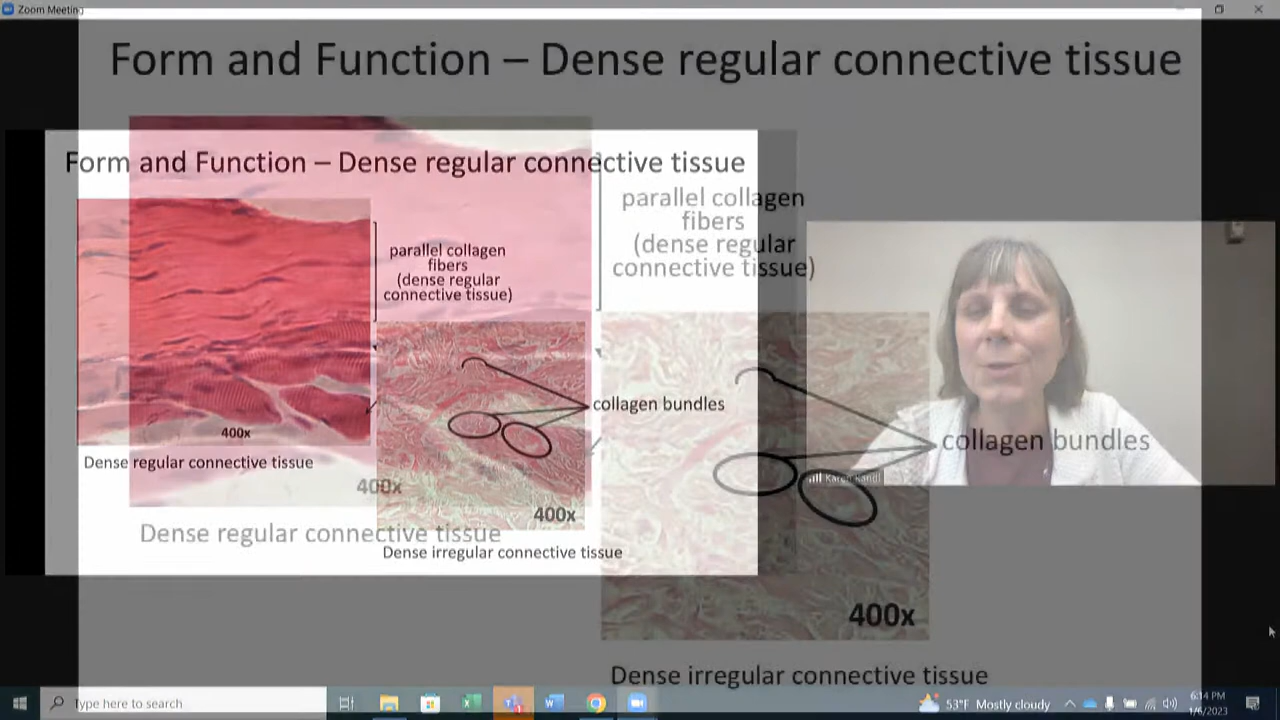 Zoom Meeting
Form and Function – Dense regular connective tissue
Form and Function – Dense regular connective tissue
parallel collagen
fibers
(dense regular
connective tissue)
parallel collagen
fibers
(dense regular
connective tissue)
collagen bundles
collagen bundles
400x
Dense regular connective tissue
400x
400x
Dense regular connective tissue
Dense irregular connective tissue
400x
Dense irregular connective tissue
Type here to search
53°F Mostly cloudy
6:14 PM
1/6/2023